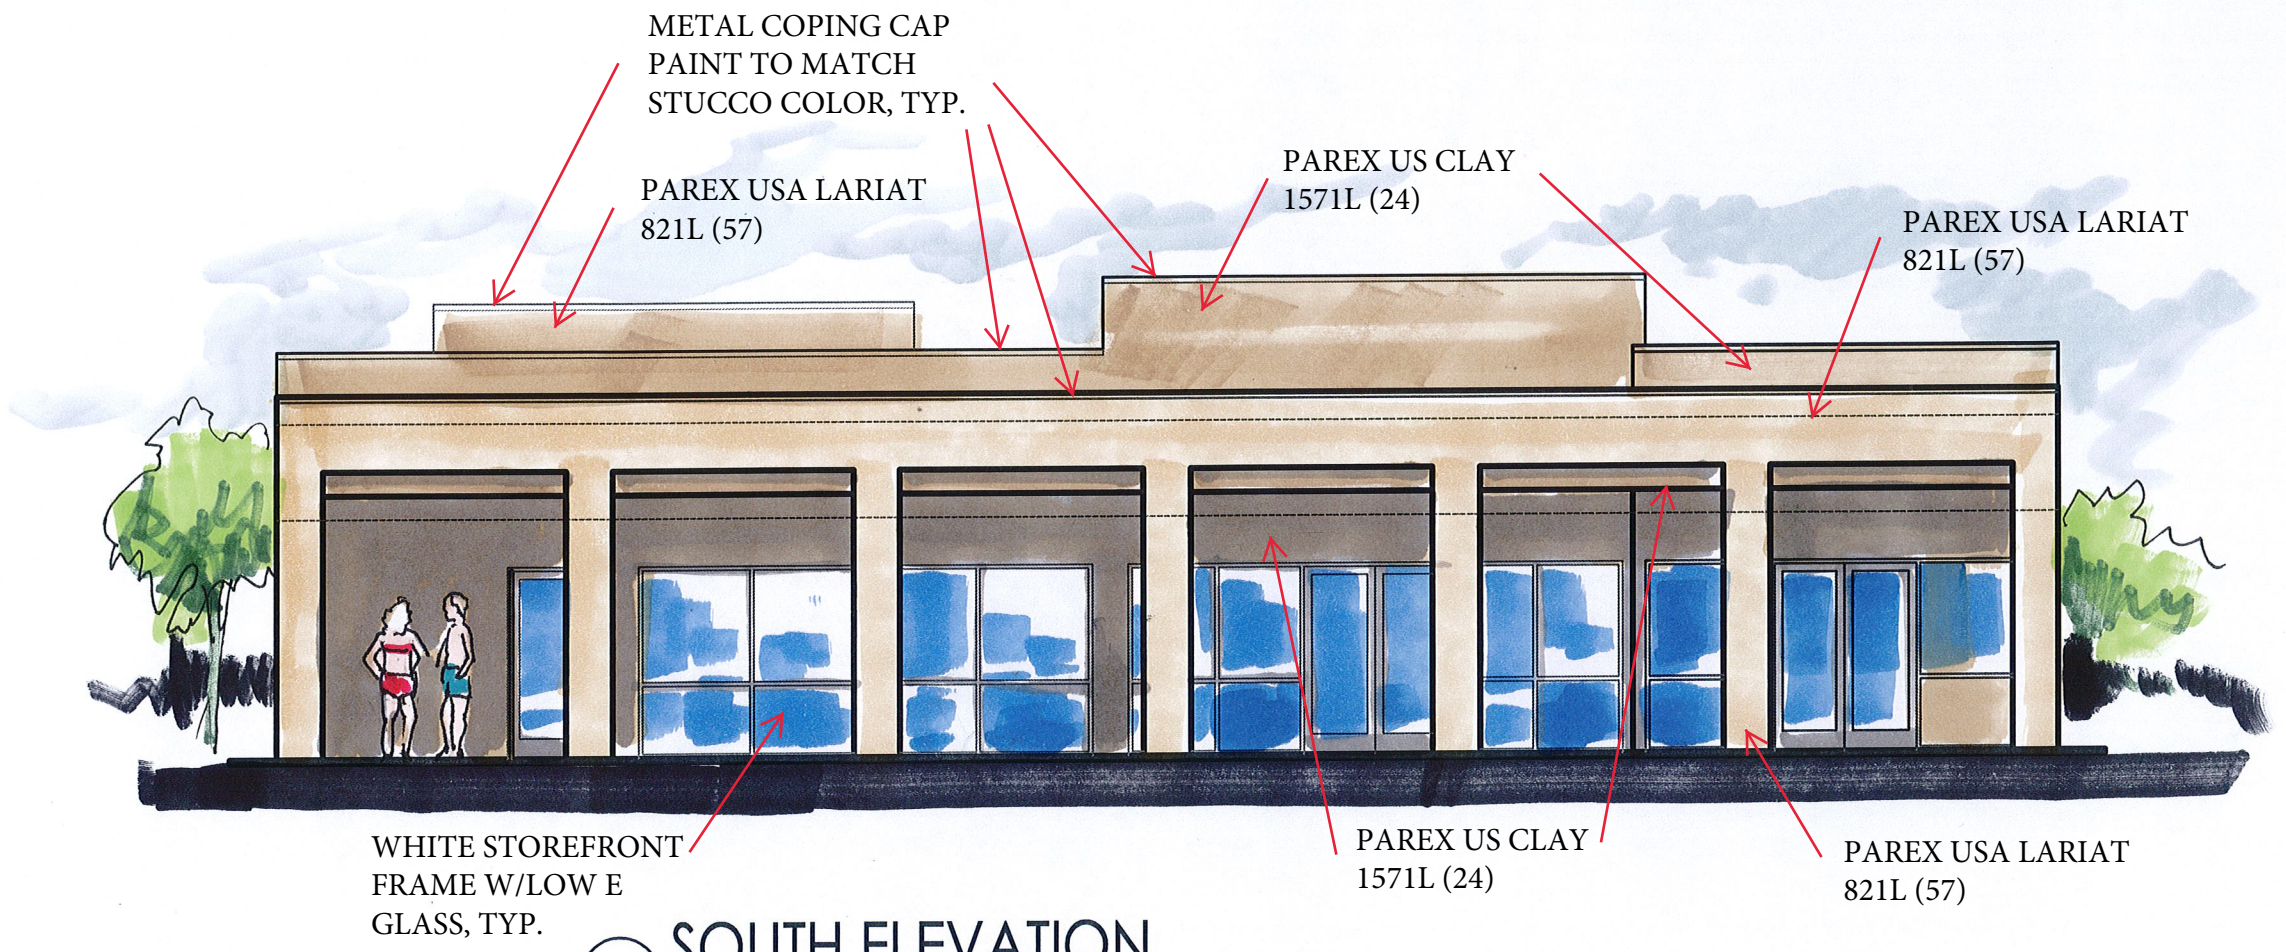 METAL COPING CAP
PAINT TO MATCH
STUCCO COLOR, TYP.
PAREX USA LARIAT
821L (57)
PAREX US CLAY
1571L (24)
PAREX USA LARIAT
821L (57)
WHITE STOREFRONT
FRAME W/LOW E
GLASS, TYP.
PAREX US CLAY
1571L (24)
PAREX USA LARIAT
821L (57)
SOUTH ELEVATION